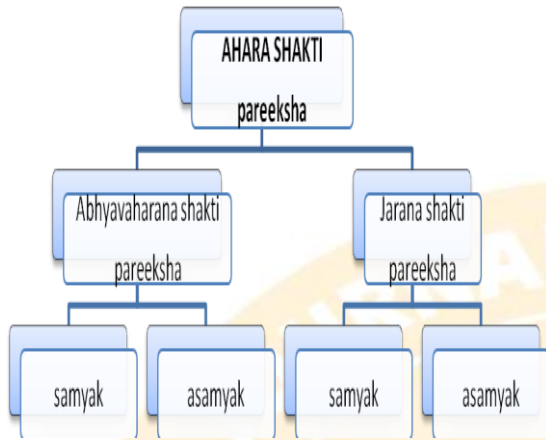 AHARA SHAKTI
pareeksha
Abhyavaharana shakti
pareeksha
Jarana shakti
pareeksha
samyak
asamyak
samyak
asamyak